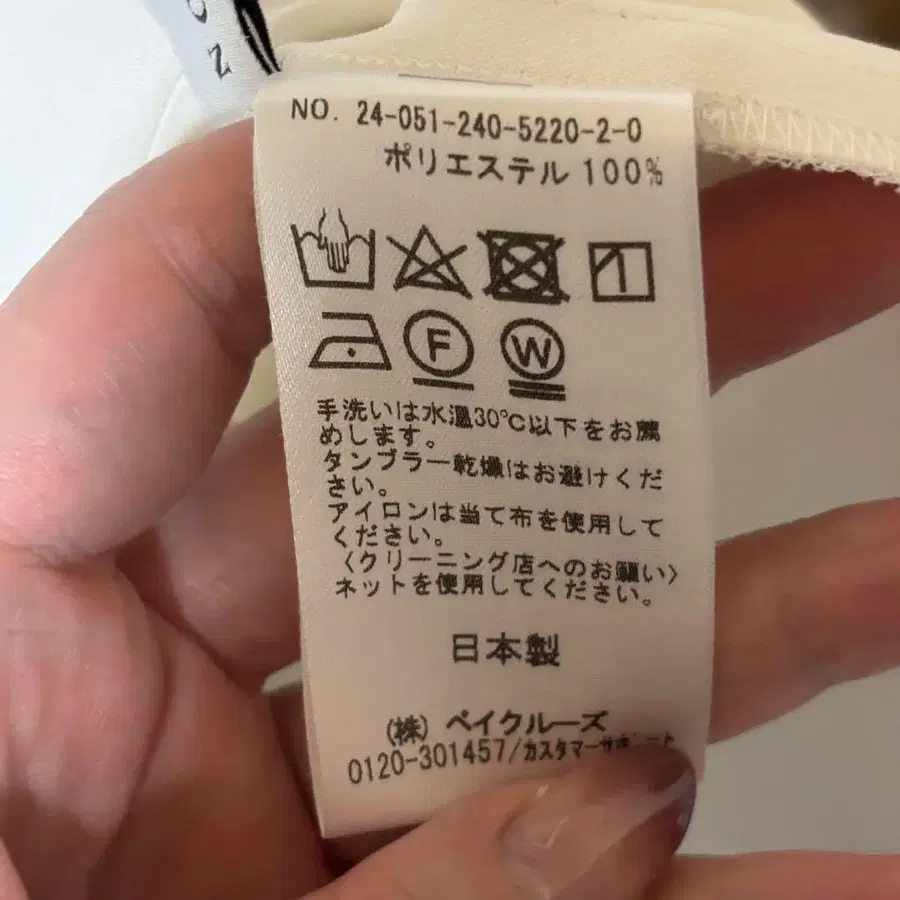 NO. 24-051-240-5220-2-0
ポリエステル 100%
F W
手洗いは水温30℃以下をお薦
めします。
タンブラー乾燥はお避けくだ
さい。
アイロンは当て布を使用して
ください。
〈クリーニング店へのお願い〉
ネットを使用してください。
日本製
(株) ベイクルーズ
0120-301457/カスタマーサポート